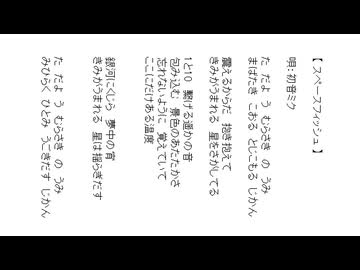 【 スペースフィッシュ 】
唄: 初音ミク
た だよ う むらさき の うみ
まばたき こおる とじこもる じかん
震えるからだ 抱き抱えて
きみがうまれる 星をさがしてる
1と10 繋げる遥かの音
包み込む 景色のあたたかさ
忘れないように 覚えていて
ここにだけある温度
銀河にくじら 夢中の宵
きみがうまれる 星は揺らぎだす
た だよ う むらさき の うみ
みひらく ひとみ うごきだす じかん